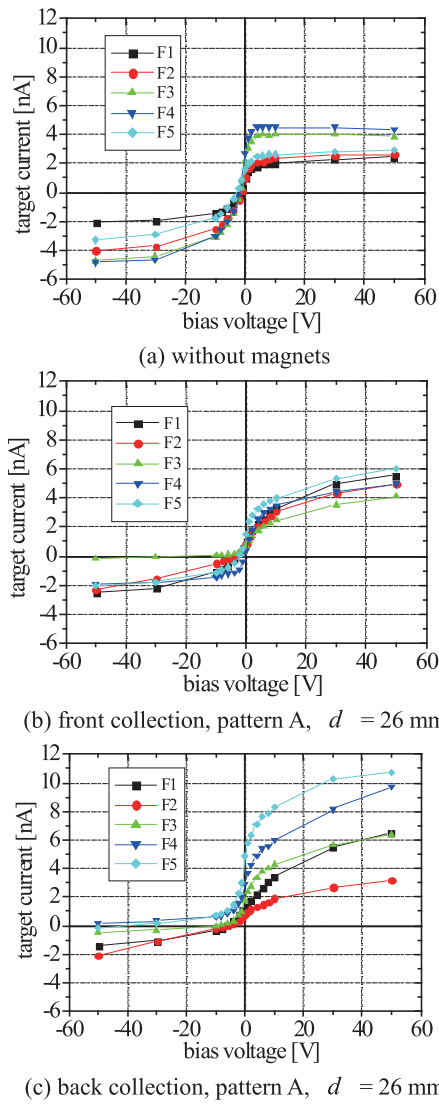 12
10
8
6
4
2
0
-2
-4
-6
target current [nA]
F1
F2
F3
F4
F5
-60 -40 -20 0 20 40 60
bias voltage [V]
(a) without magnets
12
10
8
6
4
2
0
-2
-4
-6
target current [nA]
F1
F2
F3
F4
F5
-60 -40 -20 0 20 40 60
bias voltage [V]
(b) front collection, pattern A, d = 26 mm
12
10
8
6
4
2
0
-2
-4
-6
target current [nA]
F1
F2
F3
F4
F5
-60 -40 -20 0 20 40 60
bias voltage [V]
(c) back collection, pattern A, d = 26 mm